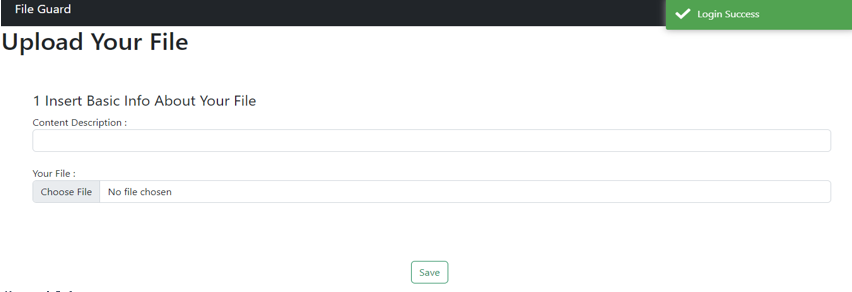 File Guard
Login Success
Upload Your File
1 Insert Basic Info About Your File
Content Description :
Your File :
Choose File No file chosen
Save